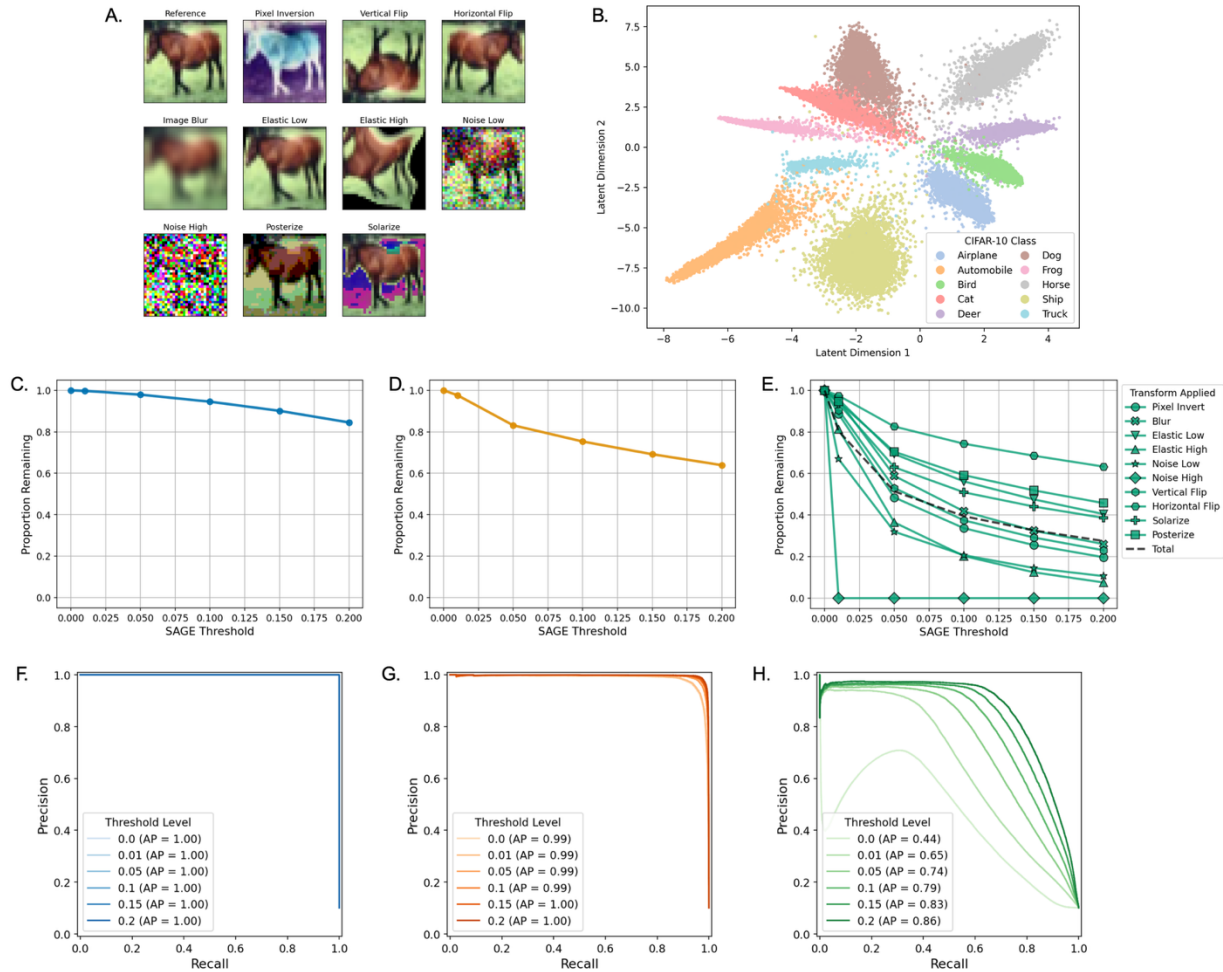 A.
Reference Pixel Inversion Vertical Flip Horizontal Flip
Image Blur Elastic Low Elastic High Noise Low
Noise High Posterize Solarize
B.
Latent Dimension 2
7.5
5.0
2.5
0.0
−2.5
−5.0
−7.5
−10.0
CIFAR-10 Class
Airplane Dog
Automobile Frog
Bird Horse
Cat Ship
Deer Truck
−8 −6 −4 −2 0 2 4
Latent Dimension 1
C.
Proportion Remaining
1.0
0.8
0.6
0.4
0.2
0.0
0.000 0.025 0.050 0.075 0.100 0.125 0.150 0.175 0.200
SAGE Threshold
D.
Proportion Remaining
1.0
0.8
0.6
0.4
0.2
0.0
0.000 0.025 0.050 0.075 0.100 0.125 0.150 0.175 0.200
SAGE Threshold
E.
Proportion Remaining
1.0
0.8
0.6
0.4
0.2
0.0
0.000 0.025 0.050 0.075 0.100 0.125 0.150 0.175 0.200
SAGE Threshold
Transform Applied
Pixel Invert
Blur
Elastic Low
Elastic High
Noise Low
Noise High
Vertical Flip
Horizontal Flip
Solarize
Posterize
Total
F.
Precision
1.0
0.8
0.6
0.4
0.2
0.0
Threshold Level
0.0 (AP = 1.00)
0.01 (AP = 1.00)
0.05 (AP = 1.00)
0.1 (AP = 1.00)
0.15 (AP = 1.00)
0.2 (AP = 1.00)
0.0 0.2 0.4 0.6 0.8 1.0
Recall
G.
Precision
1.0
0.8
0.6
0.4
0.2
0.0
Threshold Level
0.0 (AP = 0.99)
0.01 (AP = 0.99)
0.05 (AP = 0.99)
0.1 (AP = 0.99)
0.15 (AP = 1.00)
0.2 (AP = 1.00)
0.0 0.2 0.4 0.6 0.8 1.0
Recall
H.
Precision
1.0
0.8
0.6
0.4
0.2
0.0
Threshold Level
0.0 (AP = 0.44)
0.01 (AP = 0.65)
0.05 (AP = 0.74)
0.1 (AP = 0.79)
0.15 (AP = 0.83)
0.2 (AP = 0.86)
0.0 0.2 0.4 0.6 0.8 1.0
Recall